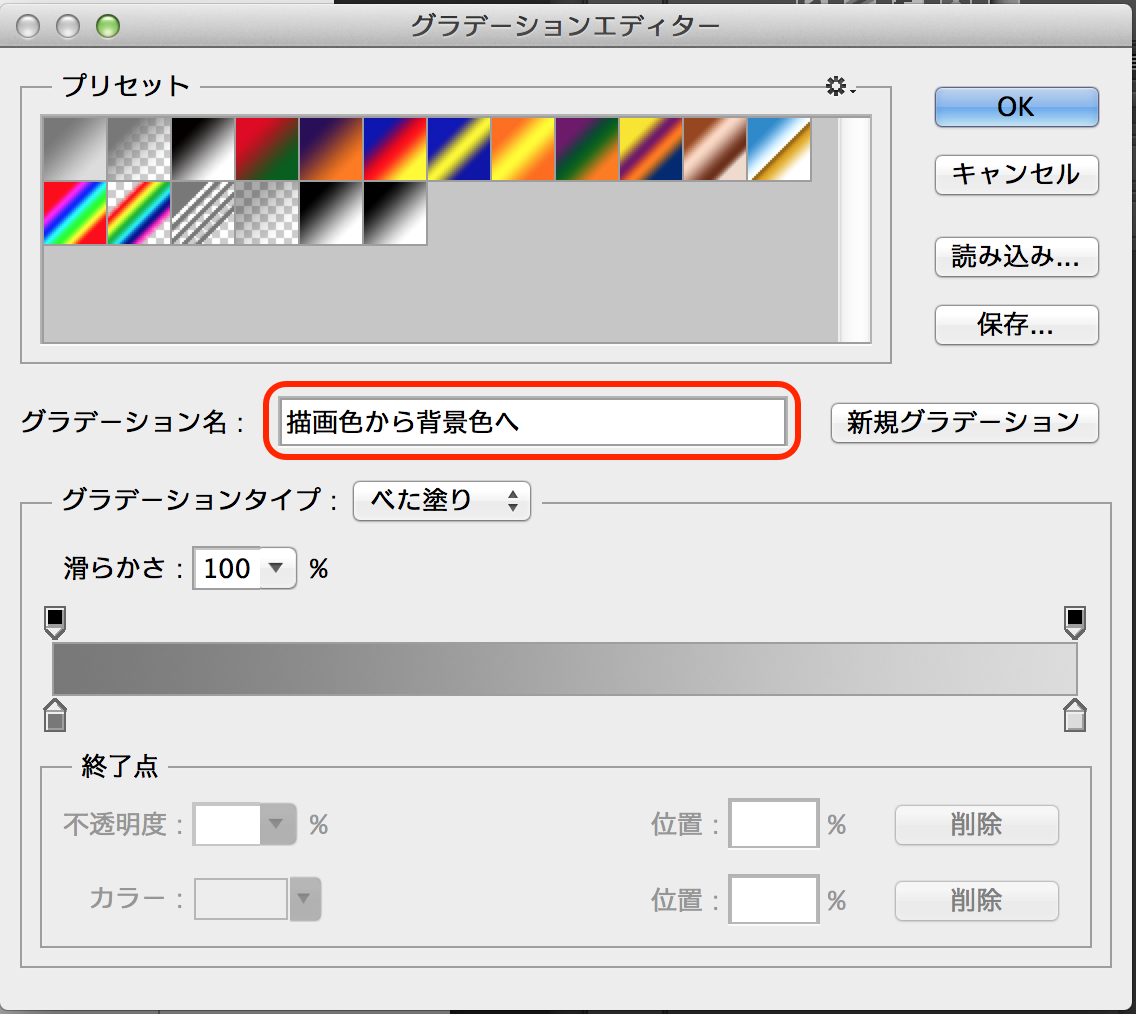 グラデーションエディター
プリセット
OK
キャンセル
読み込み...
保存...
グラデーション名 : 描画色から背景色へ 新規グラデーション
グラデーションタイプ : べた塗り
滑らかさ : 100 %
終了点
不透明度 : % 位置 : % 削除
カラー : 位置 : % 削除